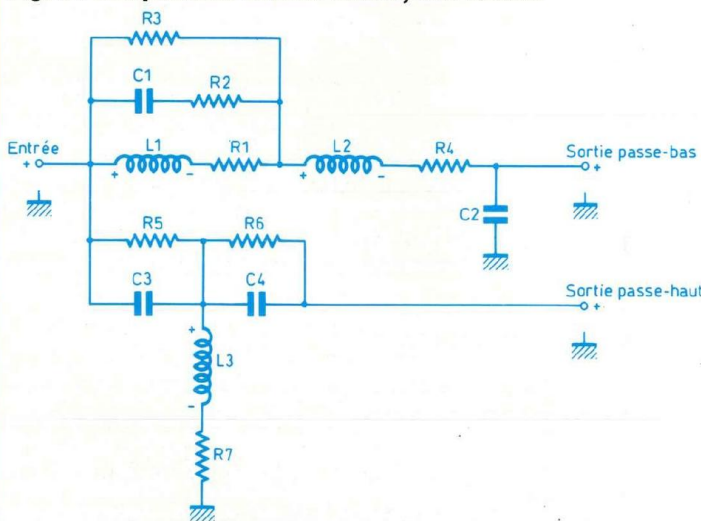 R3
C1
R2
Entrée
L1
R1
L2
R4
Sortie passe-bas
+
+
-
+
-
+
C2
R5
R6
C3
C4
Sortie passe-haut
+
+
L3
-
R7